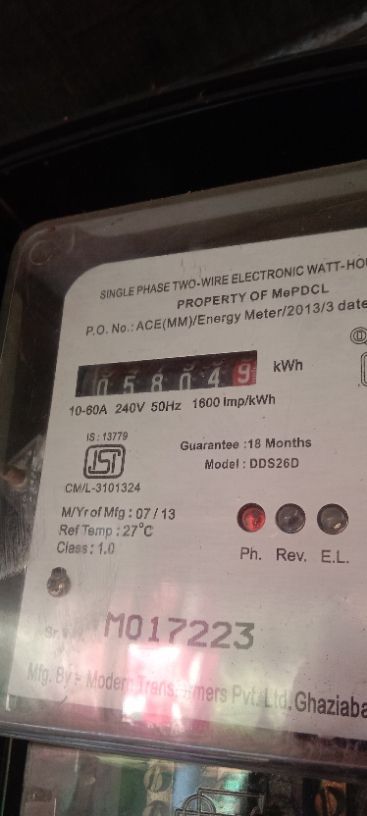 SINGLE PHASE TWO-WIRE ELECTRONIC WATT-HO
PROPERTY OF MePDCL
P.O. No.: ACE(MM)/Energy Meter/2013/3 date
058049 kWh
10-60A 240V 50Hz 1600 Imp/kWh
IS : 13779
ISI
CM/L-3101324
Guarantee : 18 Months
Model : DDS26D
M/Yr of Mfg : 07 / 13
Ref Temp : 27°C
Class : 1.0
Ph. Rev. E.L.
Sr.
M017223
Mfg. By = Modern Transformers Pvt. Ltd. Ghaziaba